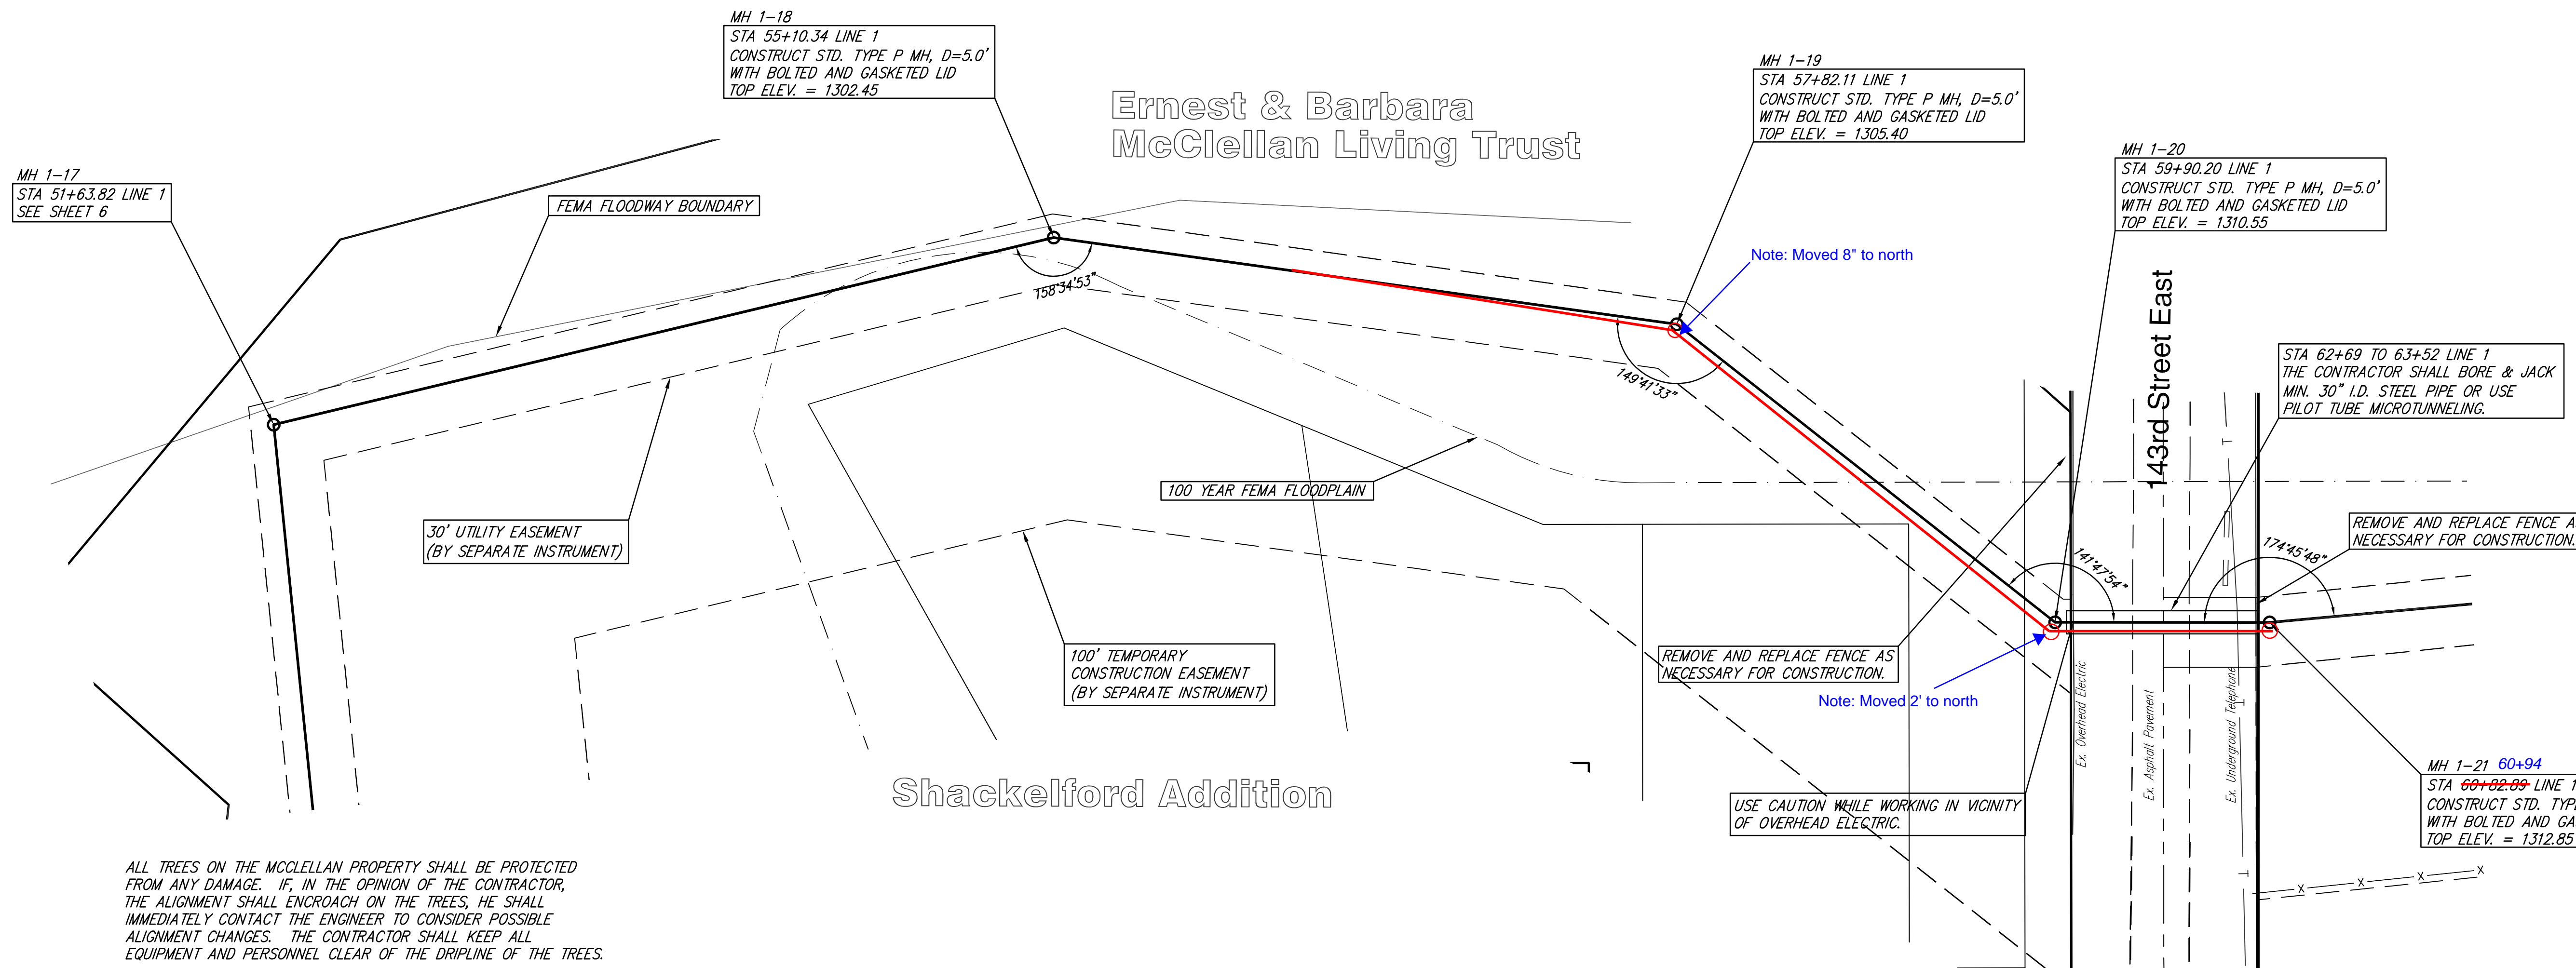 MH 1-18
STA 55+10.34 LINE 1
CONSTRUCT STD. TYPE P MH, D=5.0'
WITH BOLTED AND GASKETED LID
TOP ELEV. = 1302.45
MH 1-19
STA 57+82.11 LINE 1
CONSTRUCT STD. TYPE P MH, D=5.0'
WITH BOLTED AND GASKETED LID
TOP ELEV. = 1305.40
Ernest & Barbara
McClellan Living Trust
MH 1-20
STA 59+90.20 LINE 1
CONSTRUCT STD. TYPE P MH, D=5.0'
WITH BOLTED AND GASKETED LID
TOP ELEV. = 1310.55
MH 1-17
STA 51+63.82 LINE 1
SEE SHEET 6
FEMA FLOODWAY BOUNDARY
Note: Moved 8" to north
158°34'53"
143rd Street East
149°41'33"
STA 62+69 TO 63+52 LINE 1
THE CONTRACTOR SHALL BORE & JACK
MIN. 30" I.D. STEEL PIPE OR USE
PILOT TUBE MICROTUNNELING.
T
100 YEAR FEMA FLOODPLAIN
30' UTILITY EASEMENT
(BY SEPARATE INSTRUMENT)
REMOVE AND REPLACE FENCE A
NECESSARY FOR CONSTRUCTION.
141°47'54"
174°45'48"
100' TEMPORARY
CONSTRUCTION EASEMENT
(BY SEPARATE INSTRUMENT)
REMOVE AND REPLACE FENCE AS
NECESSARY FOR CONSTRUCTION.
Note: Moved 2' to north
Ex. Overhead Electric
Ex. Asphalt Pavement
Ex. Underground Telephone
T
Shackelford Addition
USE CAUTION WHILE WORKING IN VICINITY
OF OVERHEAD ELECTRIC.
MH 1-21 60+94
STA 60+82.89 LINE 1
CONSTRUCT STD. TYP
WITH BOLTED AND GA
TOP ELEV. = 1312.85
T
X X X X
ALL TREES ON THE MCCLELLAN PROPERTY SHALL BE PROTECTED
FROM ANY DAMAGE. IF, IN THE OPINION OF THE CONTRACTOR,
THE ALIGNMENT SHALL ENCROACH ON THE TREES, HE SHALL
IMMEDIATELY CONTACT THE ENGINEER TO CONSIDER POSSIBLE
ALIGNMENT CHANGES. THE CONTRACTOR SHALL KEEP ALL
EQUIPMENT AND PERSONNEL CLEAR OF THE DRIPLINE OF THE TREES.